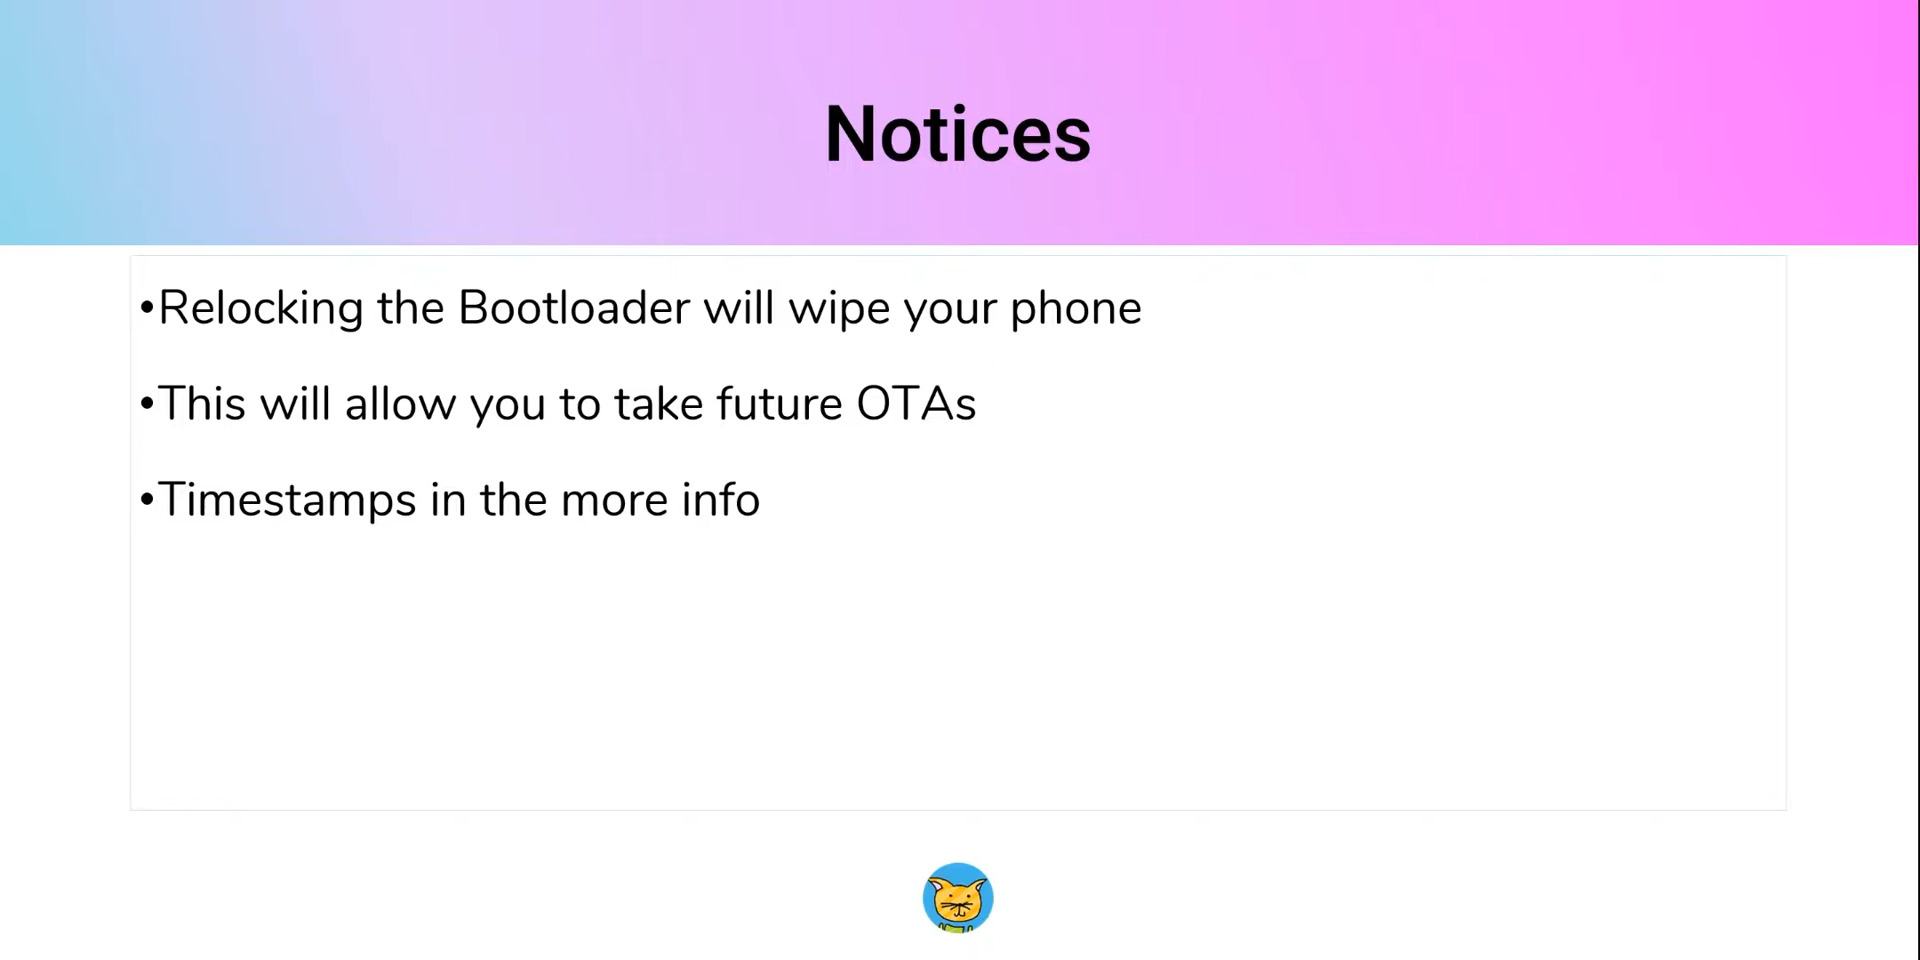 Notices
•Relocking the Bootloader will wipe your phone
•This will allow you to take future OTAs
•Timestamps in the more info